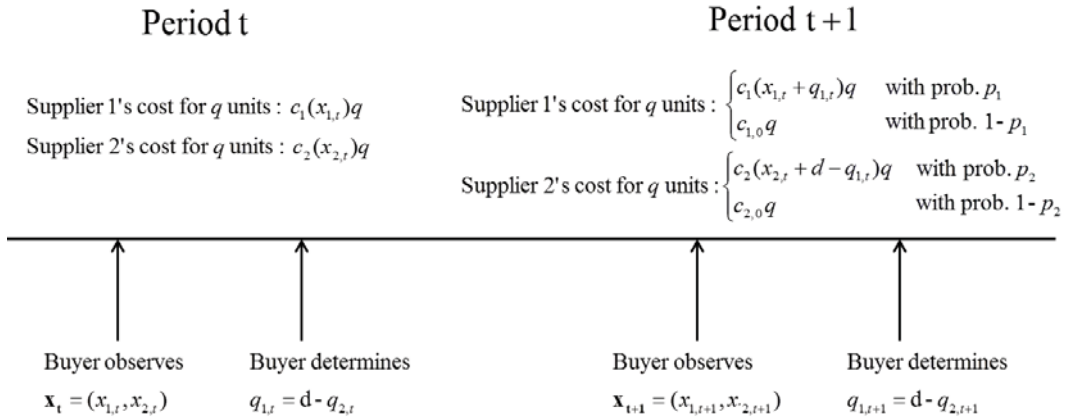 Period t
Period t+1
Supplier 1's cost for q units : c₁(x₁,ₜ)q
Supplier 2's cost for q units : c₂(x₂,ₜ)q
Supplier 1's cost for q units : { c₁(x₁,ₜ + q₁,ₜ)q with prob. p₁
c₁,₀q with prob. 1- p₁
Supplier 2's cost for q units : { c₂(x₂,ₜ + d − q₁,ₜ)q with prob. p₂
c₂,₀q with prob. 1- p₂
Buyer observes
𝐱ₜ = (x₁,ₜ, x₂,ₜ)
Buyer determines
q₁,ₜ = d - q₂,ₜ
Buyer observes
𝐱ₜ₊₁ = (x₁,ₜ₊₁, x₂,ₜ₊₁)
Buyer determines
q₁,ₜ₊₁ = d - q₂,ₜ₊₁